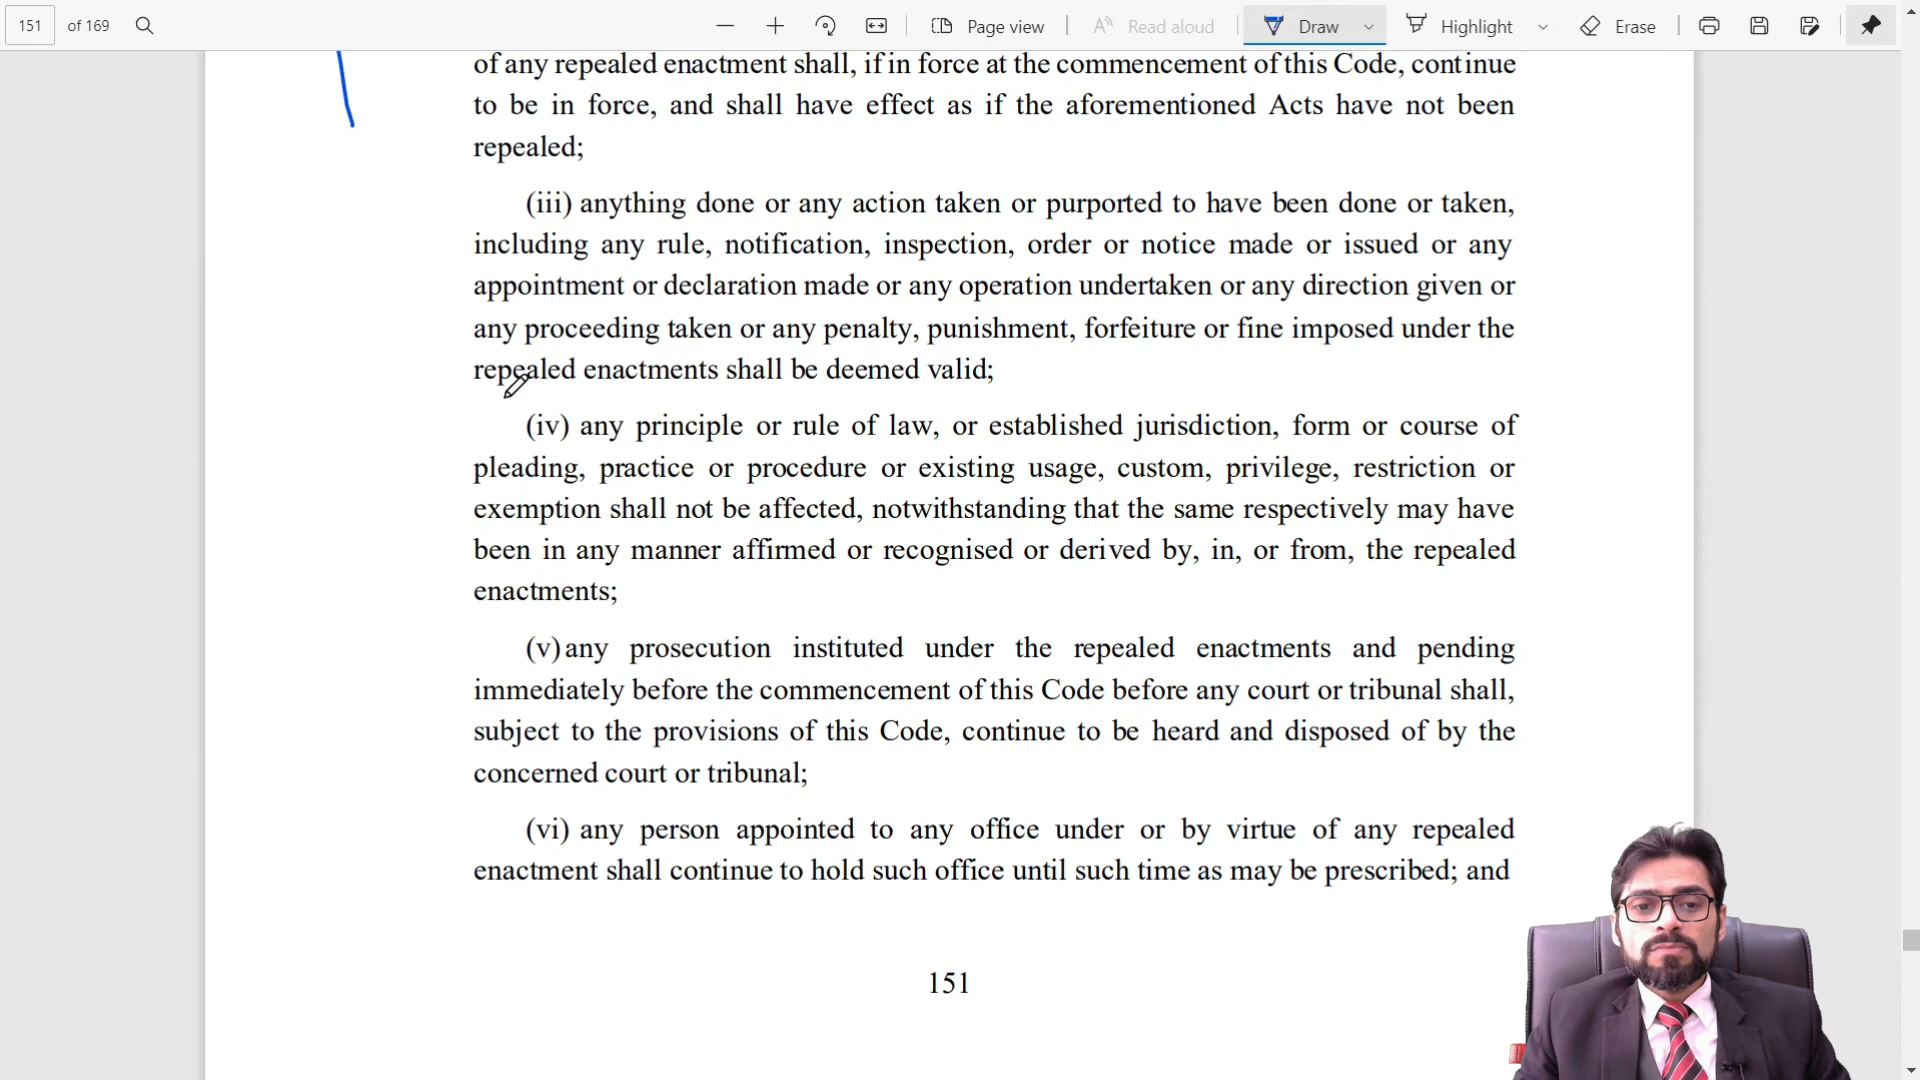 151 of 169 Page view Read aloud Draw Highlight Erase
of any repealed enactment shall, if in force at the commencement of this Code, continue
to be in force, and shall have effect as if the aforementioned Acts have not been
repealed;
(iii) anything done or any action taken or purported to have been done or taken,
including any rule, notification, inspection, order or notice made or issued or any
appointment or declaration made or any operation undertaken or any direction given or
any proceeding taken or any penalty, punishment, forfeiture or fine imposed under the
repealed enactments shall be deemed valid;
(iv) any principle or rule of law, or established jurisdiction, form or course of
pleading, practice or procedure or existing usage, custom, privilege, restriction or
exemption shall not be affected, notwithstanding that the same respectively may have
been in any manner affirmed or recognised or derived by, in, or from, the repealed
enactments;
(v) any prosecution instituted under the repealed enactments and pending
immediately before the commencement of this Code before any court or tribunal shall,
subject to the provisions of this Code, continue to be heard and disposed of by the
concerned court or tribunal;
(vi) any person appointed to any office under or by virtue of any repealed
enactment shall continue to hold such office until such time as may be prescribed; and
151